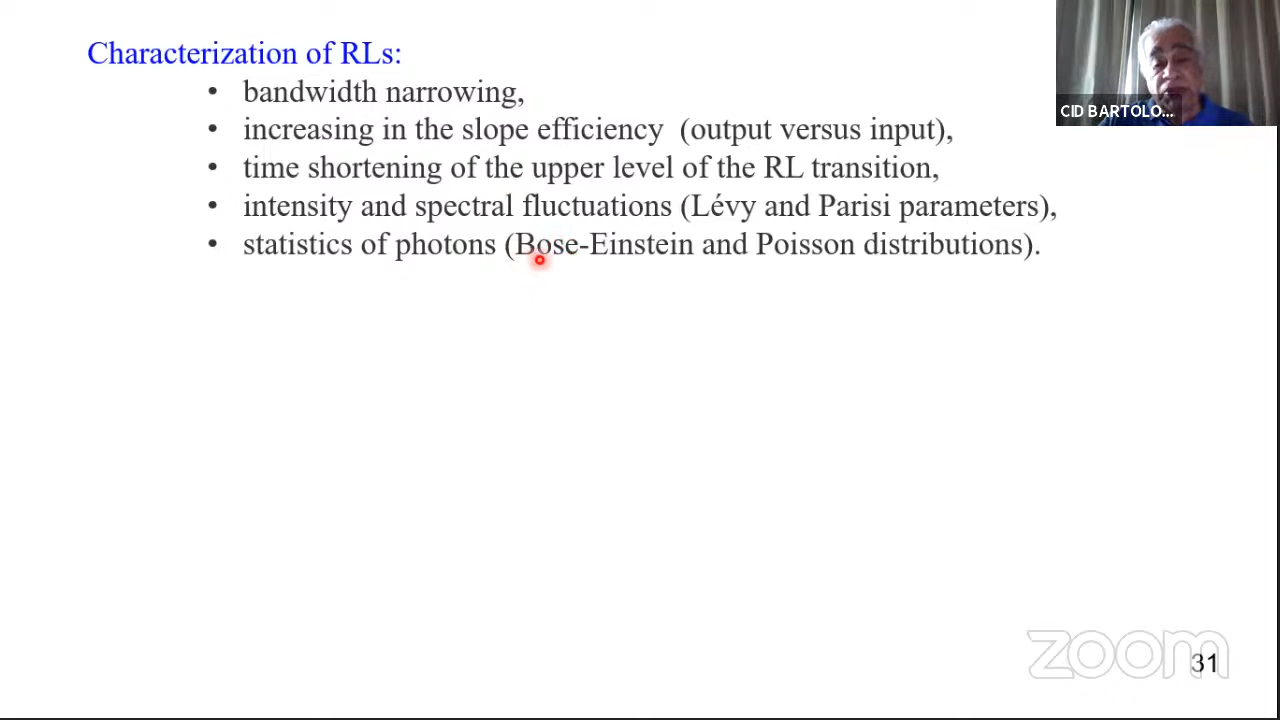 Characterization of RLs:
• bandwidth narrowing,
• increasing in the slope efficiency (output versus input),
• time shortening of the upper level of the RL transition,
• intensity and spectral fluctuations (Lévy and Parisi parameters),
• statistics of photons (Bose-Einstein and Poisson distributions).
CID BARTOLO...
zoom
31